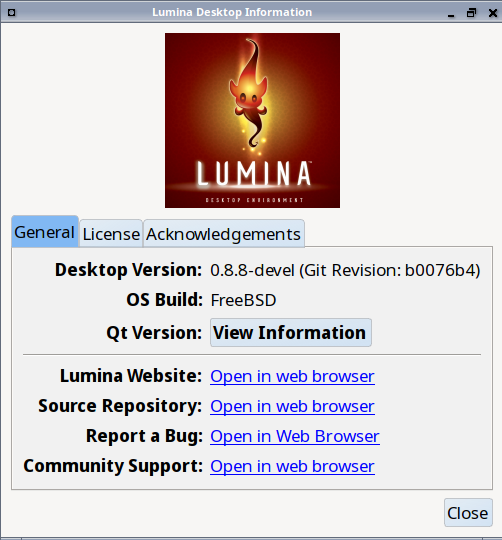 Lumina Desktop Information
LUMINA™
DESKTOP ENVIRONMENT
General License Acknowledgements
Desktop Version: 0.8.8-devel (Git Revision: b0076b4)
OS Build: FreeBSD
Qt Version: View Information
Lumina Website: Open in web browser
Source Repository: Open in web browser
Report a Bug: Open in Web Browser
Community Support: Open in web browser
Close